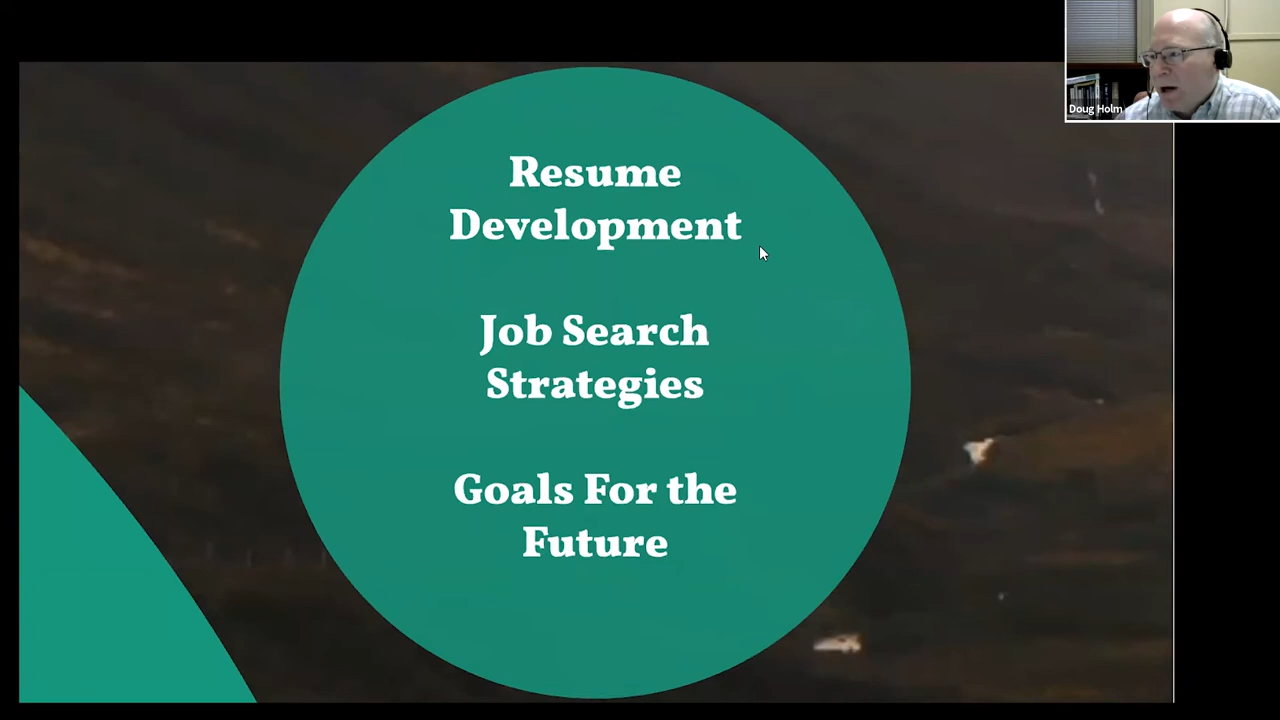 Resume
Development
Job Search
Strategies
Goals For the
Future
Doug Holm